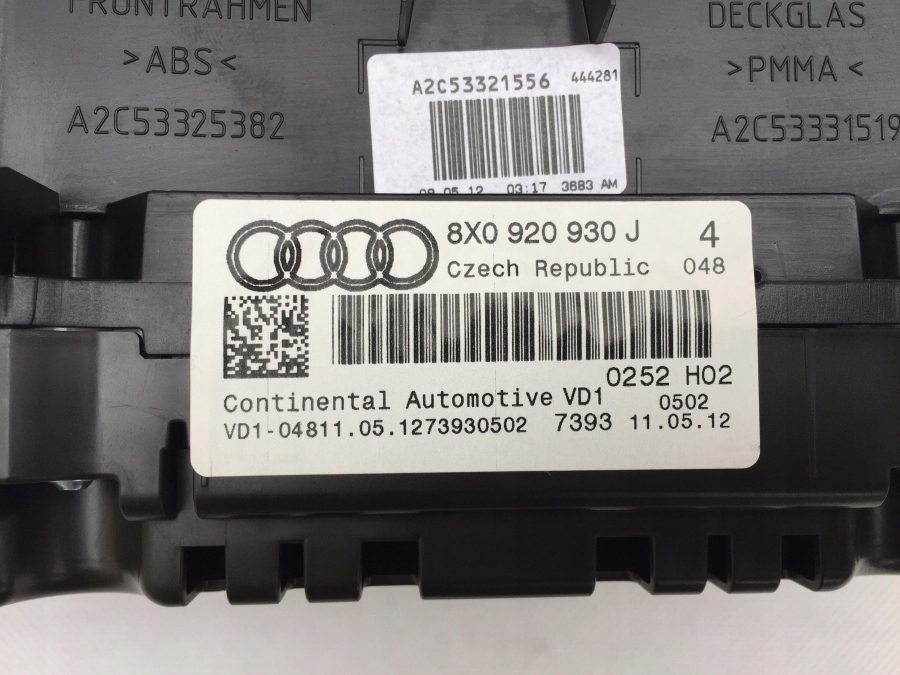 FRONTRAHMEN
>ABS<
A2C53325382
DECKGLAS
>PMMA<
A2C53331519
A2C53321556 444281
09.05.12 03:17 3683 AM
8X0 920 930 J 4
Czech Republic 048
0252 H02
Continental Automotive VD1 0502
VD1-04811.05.1273930502 7393 11.05.12